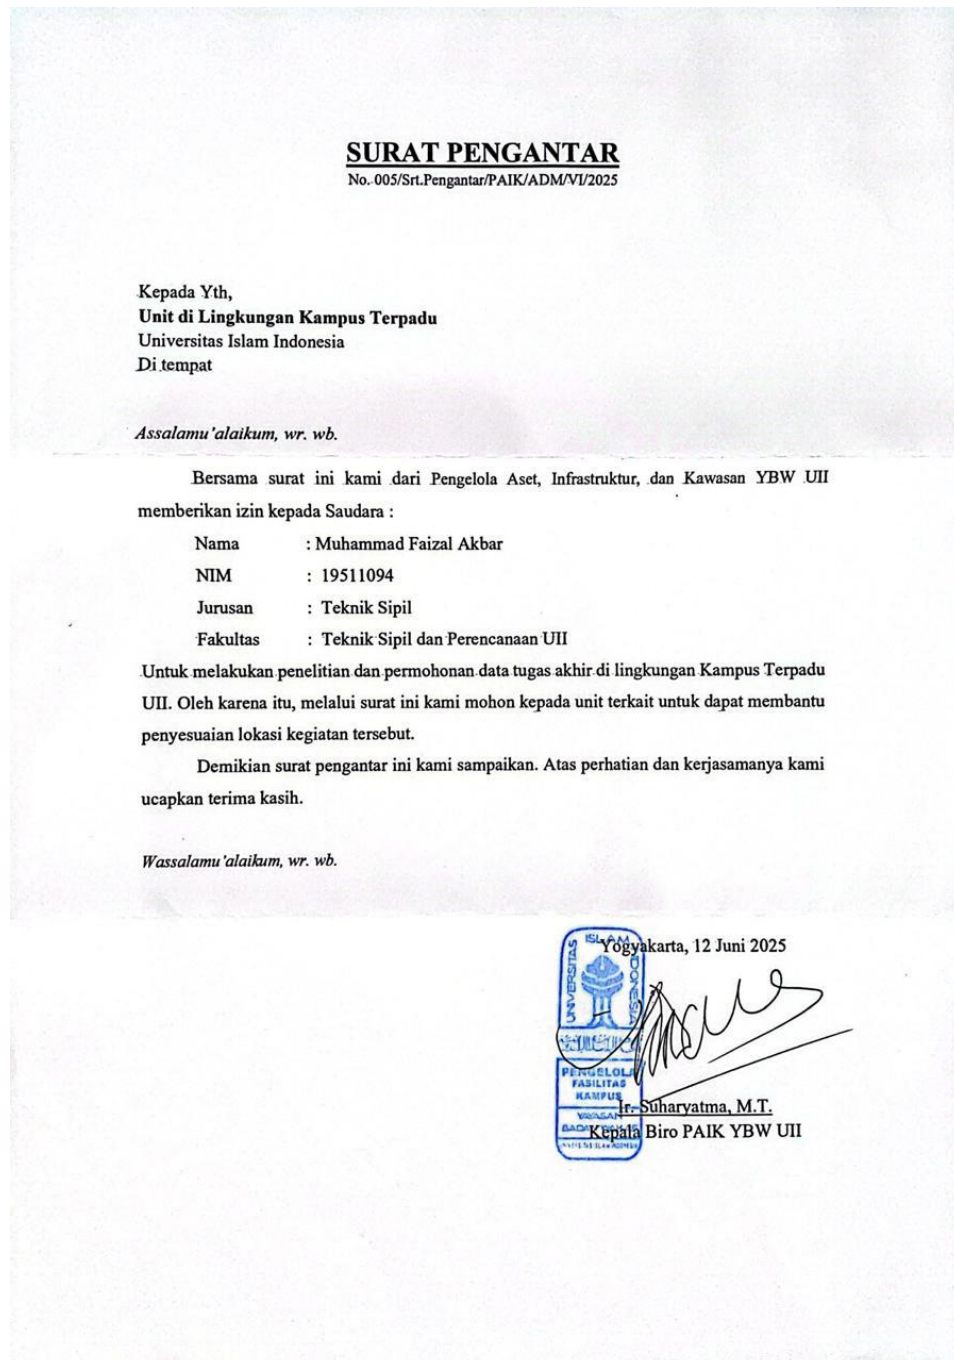 SURAT PENGANTAR
No. 005/Srt.Pengantar/PAIK/ADM/VI/2025
Kepada Yth,
Unit di Lingkungan Kampus Terpadu
Universitas Islam Indonesia
Di tempat
Assalamu'alaikum, wr. wb.
Bersama surat ini kami dari Pengelola Aset, Infrastruktur, dan Kawasan YBW UII
memberikan izin kepada Saudara :
Nama : Muhammad Faizal Akbar
NIM : 19511094
Jurusan : Teknik Sipil
Fakultas : Teknik Sipil dan Perencanaan UII
Untuk melakukan penelitian dan permohonan data tugas akhir di lingkungan Kampus Terpadu
UII. Oleh karena itu, melalui surat ini kami mohon kepada unit terkait untuk dapat membantu
penyesuaian lokasi kegiatan tersebut.
Demikian surat pengantar ini kami sampaikan. Atas perhatian dan kerjasamanya kami
ucapkan terima kasih.
Wassalamu'alaikum, wr. wb.
Yogyakarta, 12 Juni 2025
UNIVERSITAS ISLAM INDONESIA
PENGELOLA
FASILITAS
KAMPUS
YAYASAN
BADAN
Ir. Suharyatma, M.T.
Kepala Biro PAIK YBW UII